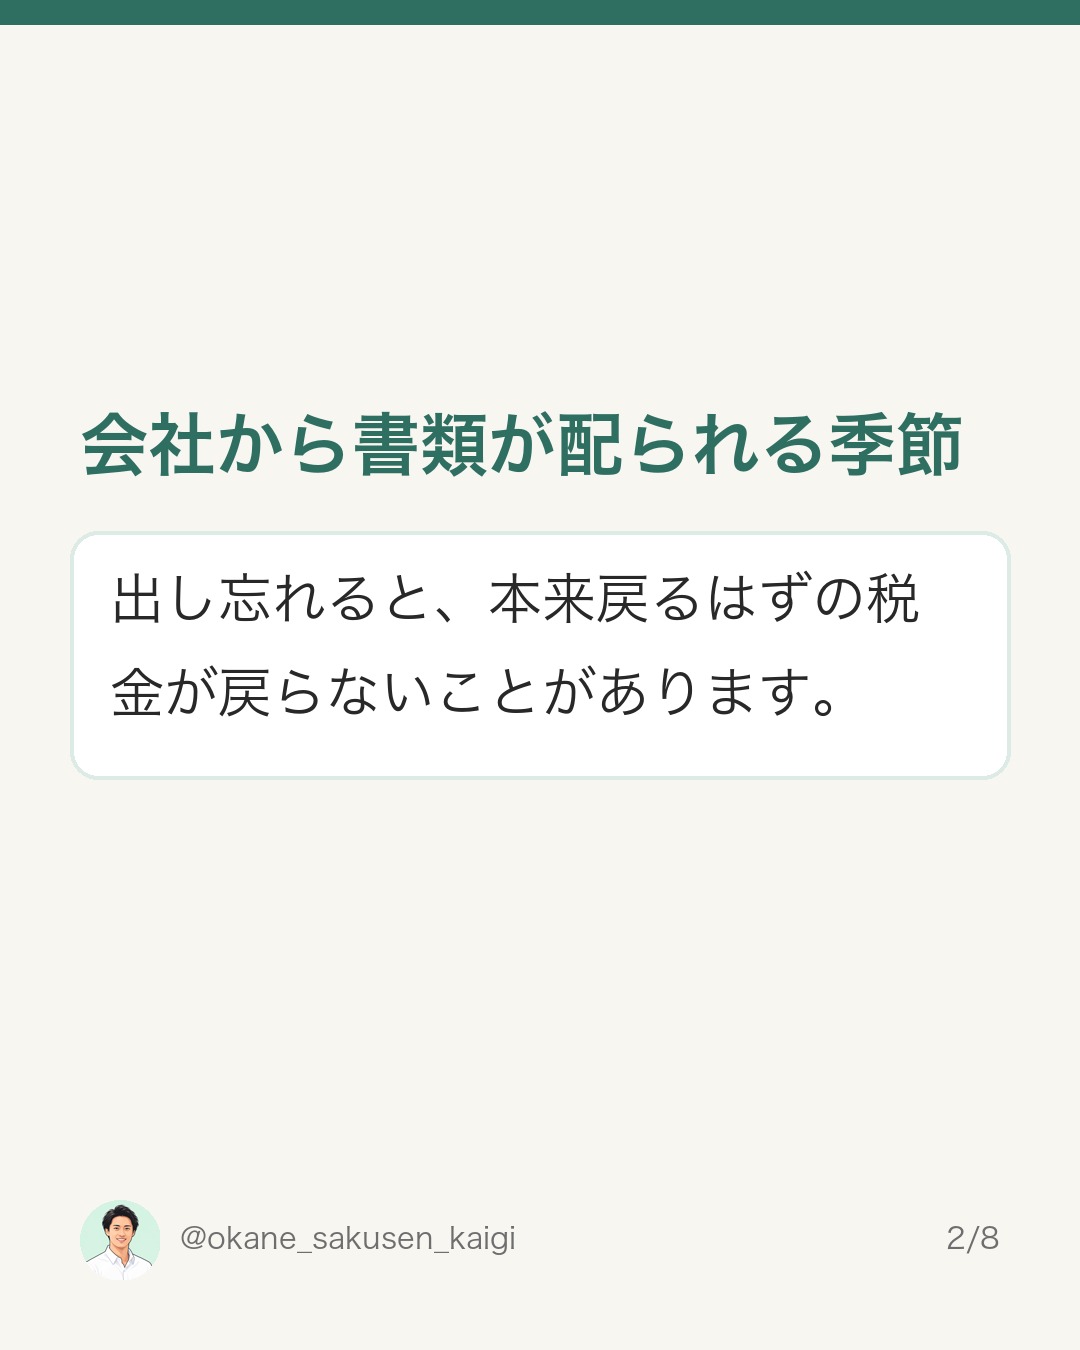 会社から書類が配られる季節
出し忘れると、本来戻るはずの税
金が戻らないことがあります。
@okane_sakusen_kaigi
2/8